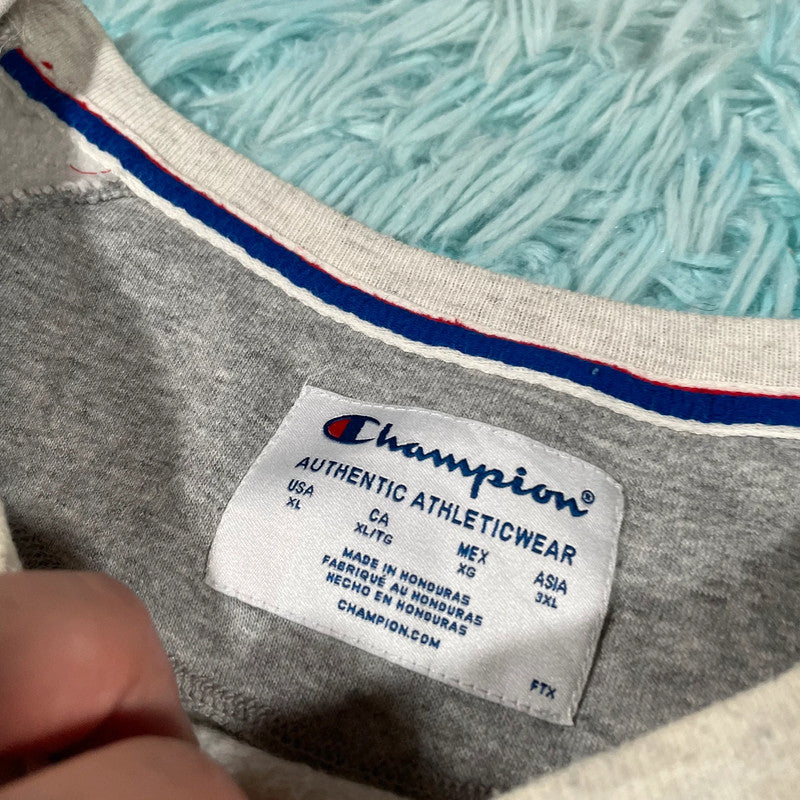 Champion®
AUTHENTIC ATHLETICWEAR
USA CA MEX ASIA
XL XL/TG XG 3XL
MADE IN HONDURAS
FABRIQUÉ AU HONDURAS
HECHO EN HONDURAS
CHAMPION.COM
FTX